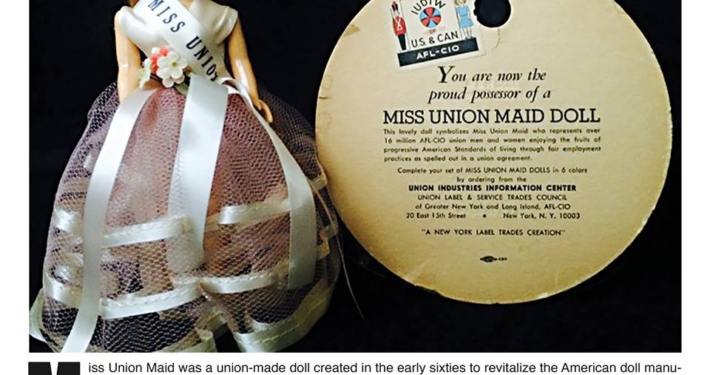 MISS UNION
IUDTW
OF
U.S. & CAN.
AFL-CIO
You are now the
proud possessor of a
MISS UNION MAID DOLL
This lovely doll symbolizes Miss Union Maid who represents over
16 million AFL-CIO union men and women enjoying the fruits of
progressive American Standards of living through fair employment
practices as spelled out in a union agreement.
Complete your set of MISS UNION MAID DOLLS in 6 colors
by ordering from the
UNION INDUSTRIES INFORMATION CENTER
UNION LABEL & SERVICE TRADES COUNCIL
of Greater New York and Long Island, AFL-CIO
20 East 15th Street • New York, N. Y. 10003
"A NEW YORK LABEL TRADES CREATION"
Miss Union Maid was a union-made doll created in the early sixties to revitalize the American doll manu-